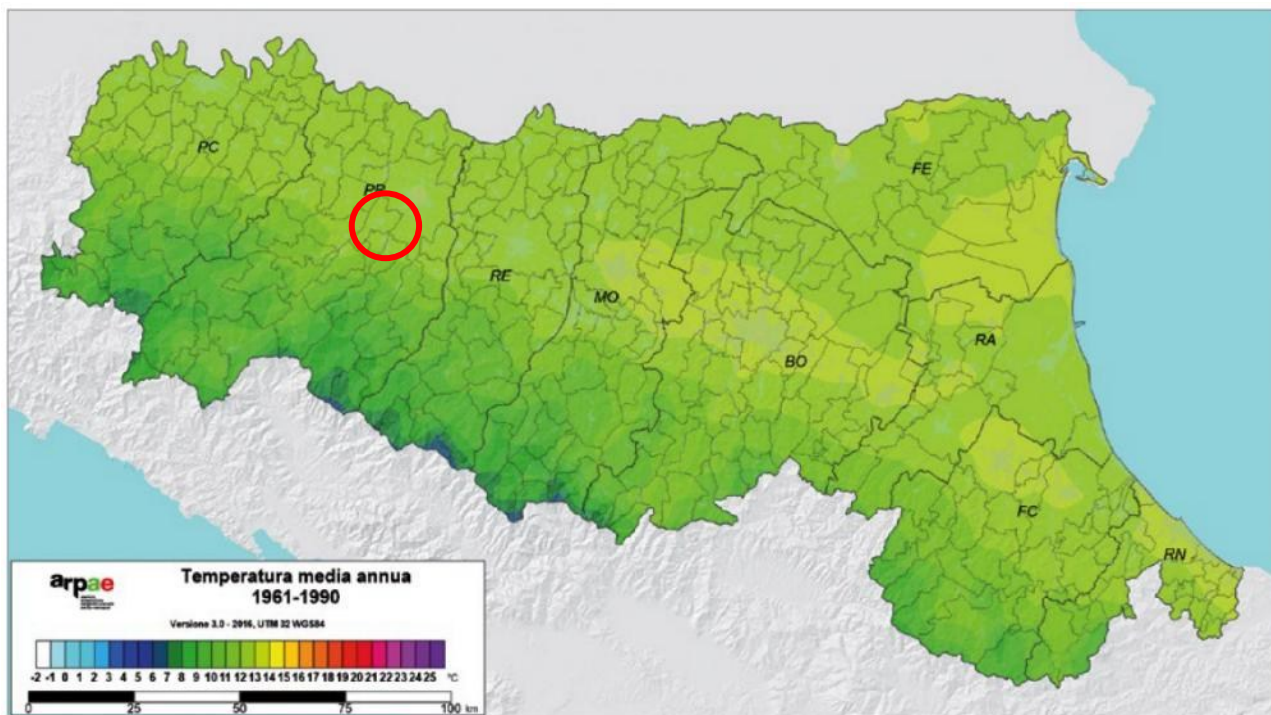 PC
PR
FE
RE
MO
BO
RA
FC
RN
arpae
Temperatura media annua
1961-1990
Versione 3.0 - 2016, UTM 32 WGS84
-2 -1 0 1 2 3 4 5 6 7 8 9 10 11 12 13 14 15 16 17 18 19 20 21 22 23 24 25 °C
0 25 50 75 100 km